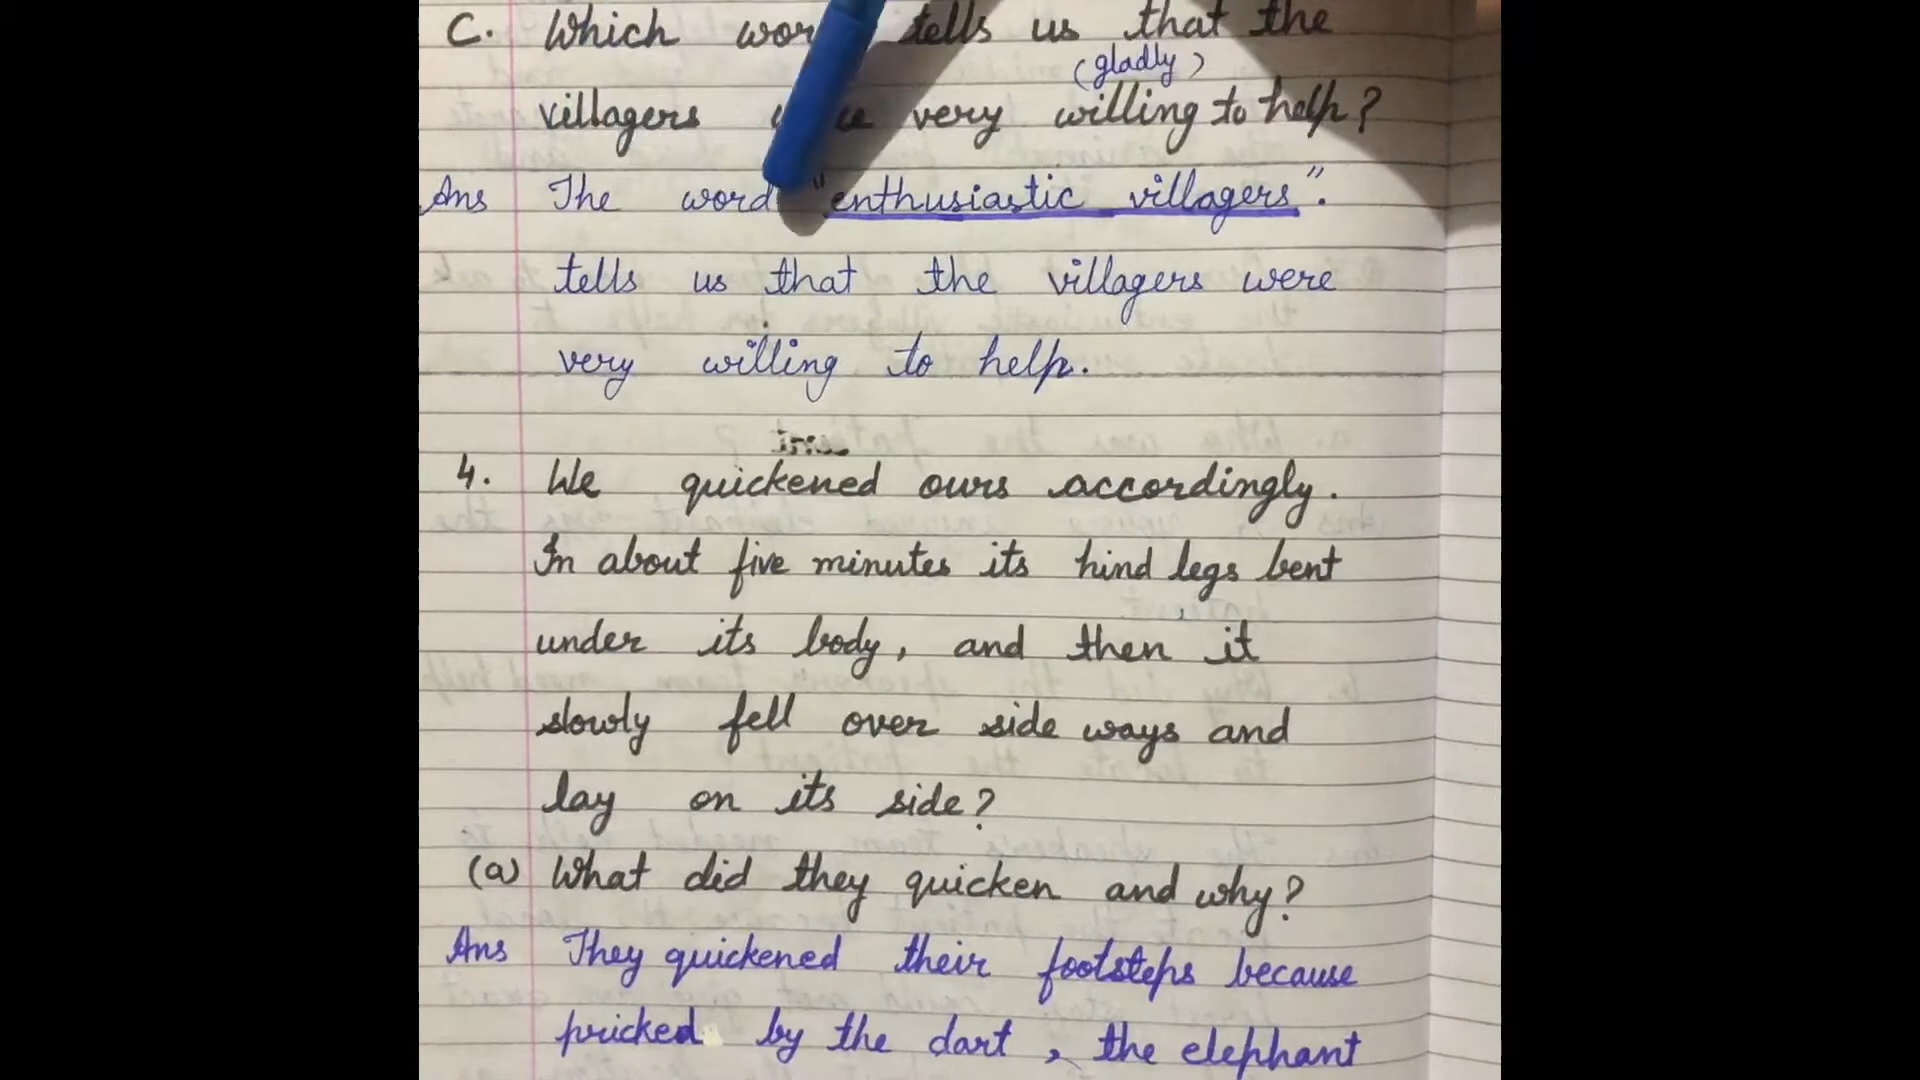 C. Which wor tells us that the
(gladly)
villagers very willing to help?
Ans The word "enthusiastic villagers".
tells us that the villagers were
very willing to help.
4. We quickened ours accordingly.
In about five minutes its hind legs bent
under its body, and then it
slowly fell over side ways and
lay on its side?
(a) What did they quicken and why?
Ans They quickened their footsteps because
pricked by the dart, the elephant